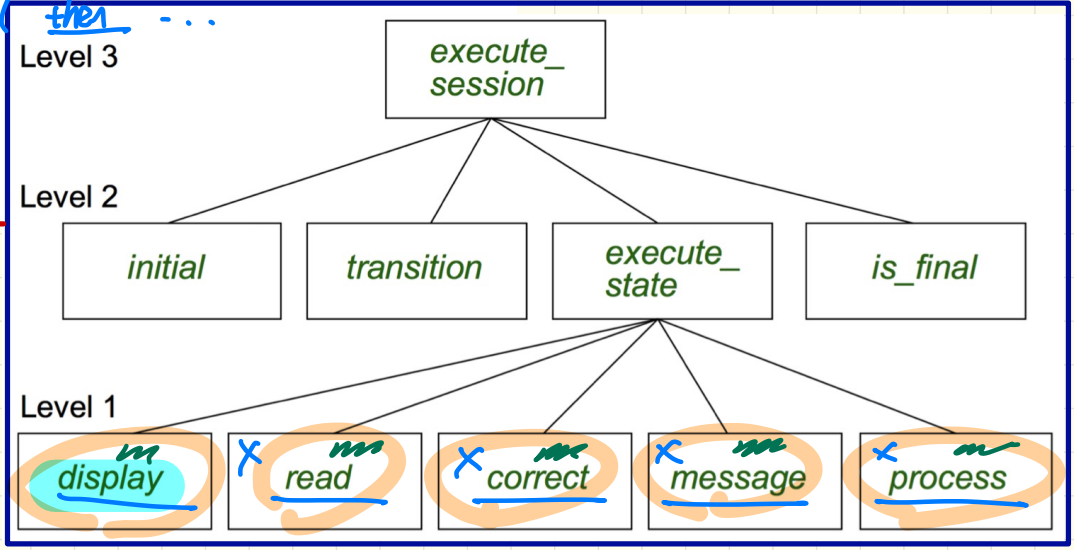 then ...
Level 3
execute_
session
Level 2
initial
transition
execute_
state
is_final
Level 1
display
read
correct
message
process